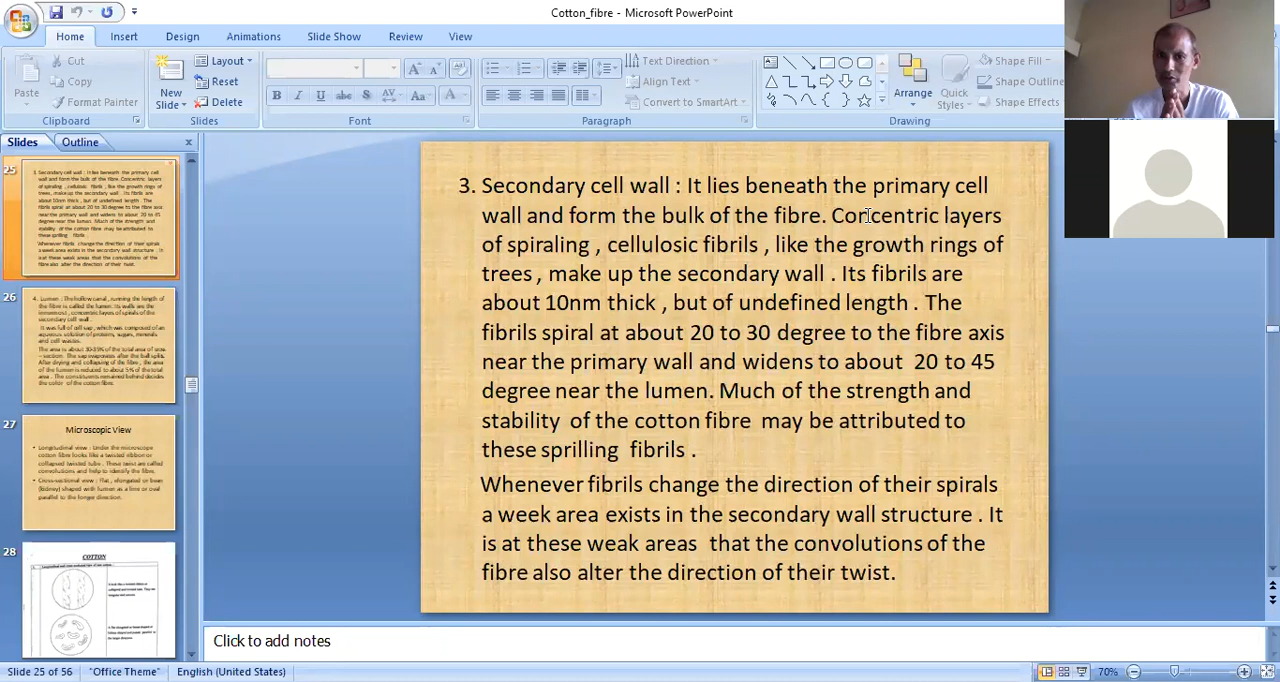 Cotton_fibre - Microsoft PowerPoint
Home Insert Design Animations Slide Show Review View
Paste
Cut
Copy
Format Painter
Clipboard
New Slide
Layout
Reset
Delete
Slides
Font
Text Direction
Align Text
Convert to SmartArt
Paragraph
Arrange
Quick Styles
Shape Fill
Shape Outline
Shape Effects
Drawing
Slides Outline
25
26
27
Microscopic View
28
COTTON
3. Secondary cell wall : It lies beneath the primary cell
wall and form the bulk of the fibre. Concentric layers
of spiraling , cellulosic fibrils , like the growth rings of
trees , make up the secondary wall . Its fibrils are
about 10nm thick , but of undefined length . The
fibrils spiral at about 20 to 30 degree to the fibre axis
near the primary wall and widens to about 20 to 45
degree near the lumen. Much of the strength and
stability of the cotton fibre may be attributed to
these sprilling fibrils .
Whenever fibrils change the direction of their spirals
a week area exists in the secondary wall structure . It
is at these weak areas that the convolutions of the
fibre also alter the direction of their twist.
Click to add notes
Slide 25 of 56 "Office Theme" English (United States) 70%